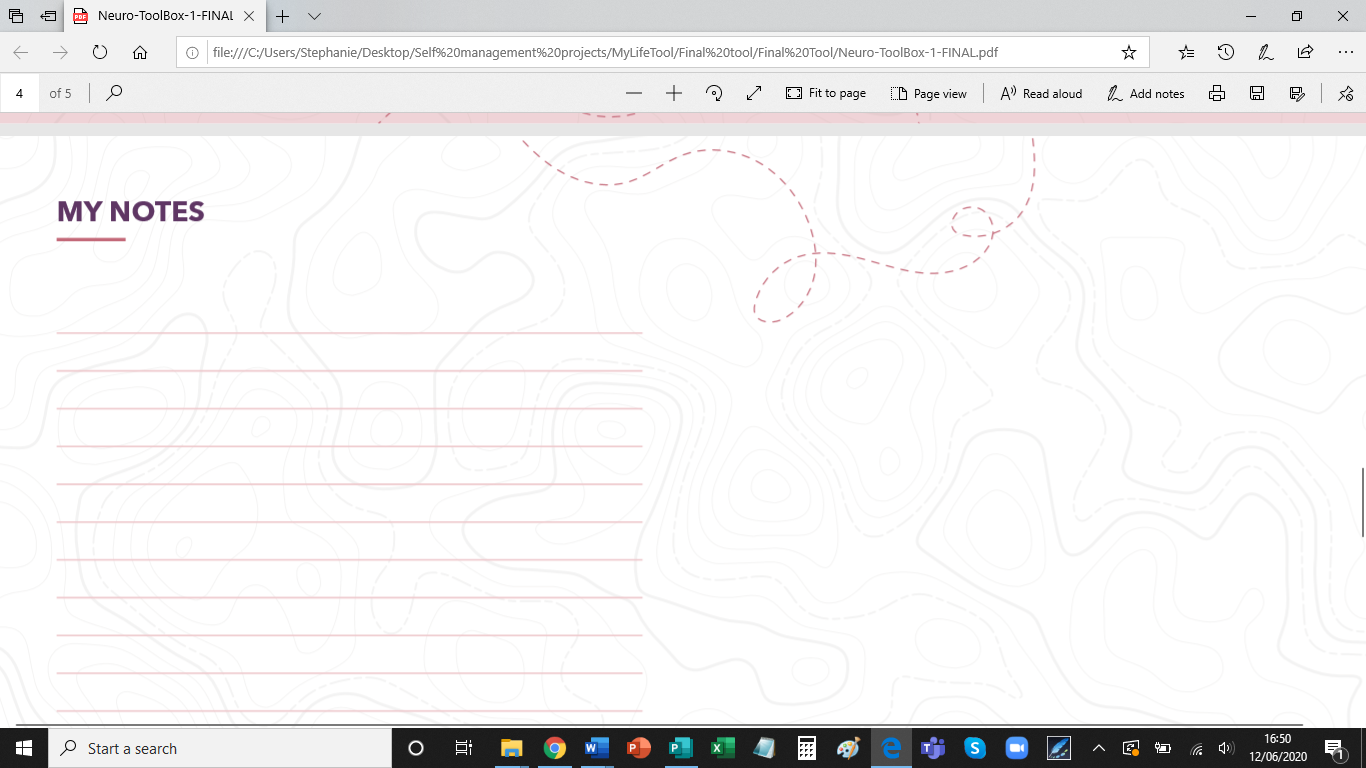 Neuro-ToolBox-1-FINAL
file:///C:/Users/Stephanie/Desktop/Self%20management%20projects/MyLifeTool/Final%20tool/Final%20Tool/Neuro-ToolBox-1-FINAL.pdf
4 of 5 Fit to page Page view Read aloud Add notes
MY NOTES
Start a search
16:50
12/06/2020
1